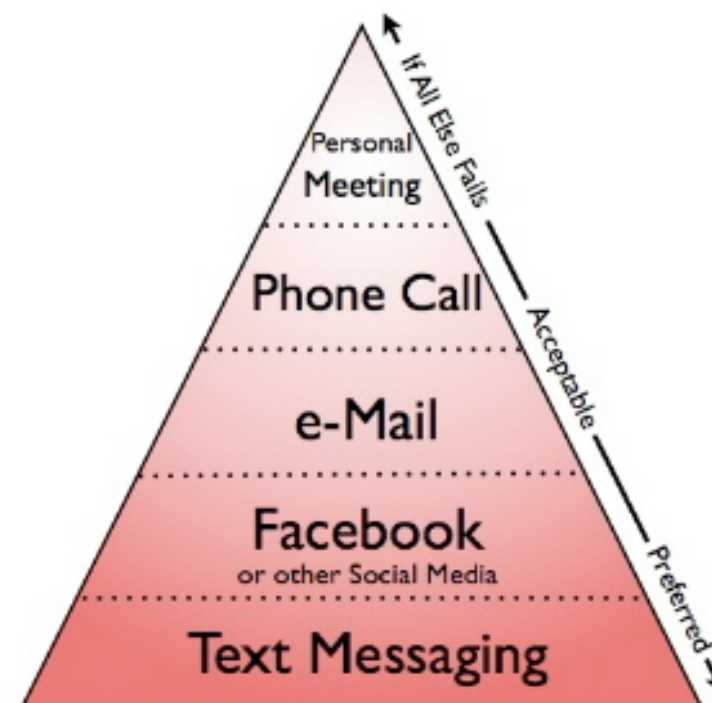 Personal
Meeting
Phone Call
e-Mail
Facebook
or other Social Media
Text Messaging
If All Else Fails
Acceptable
Preferred